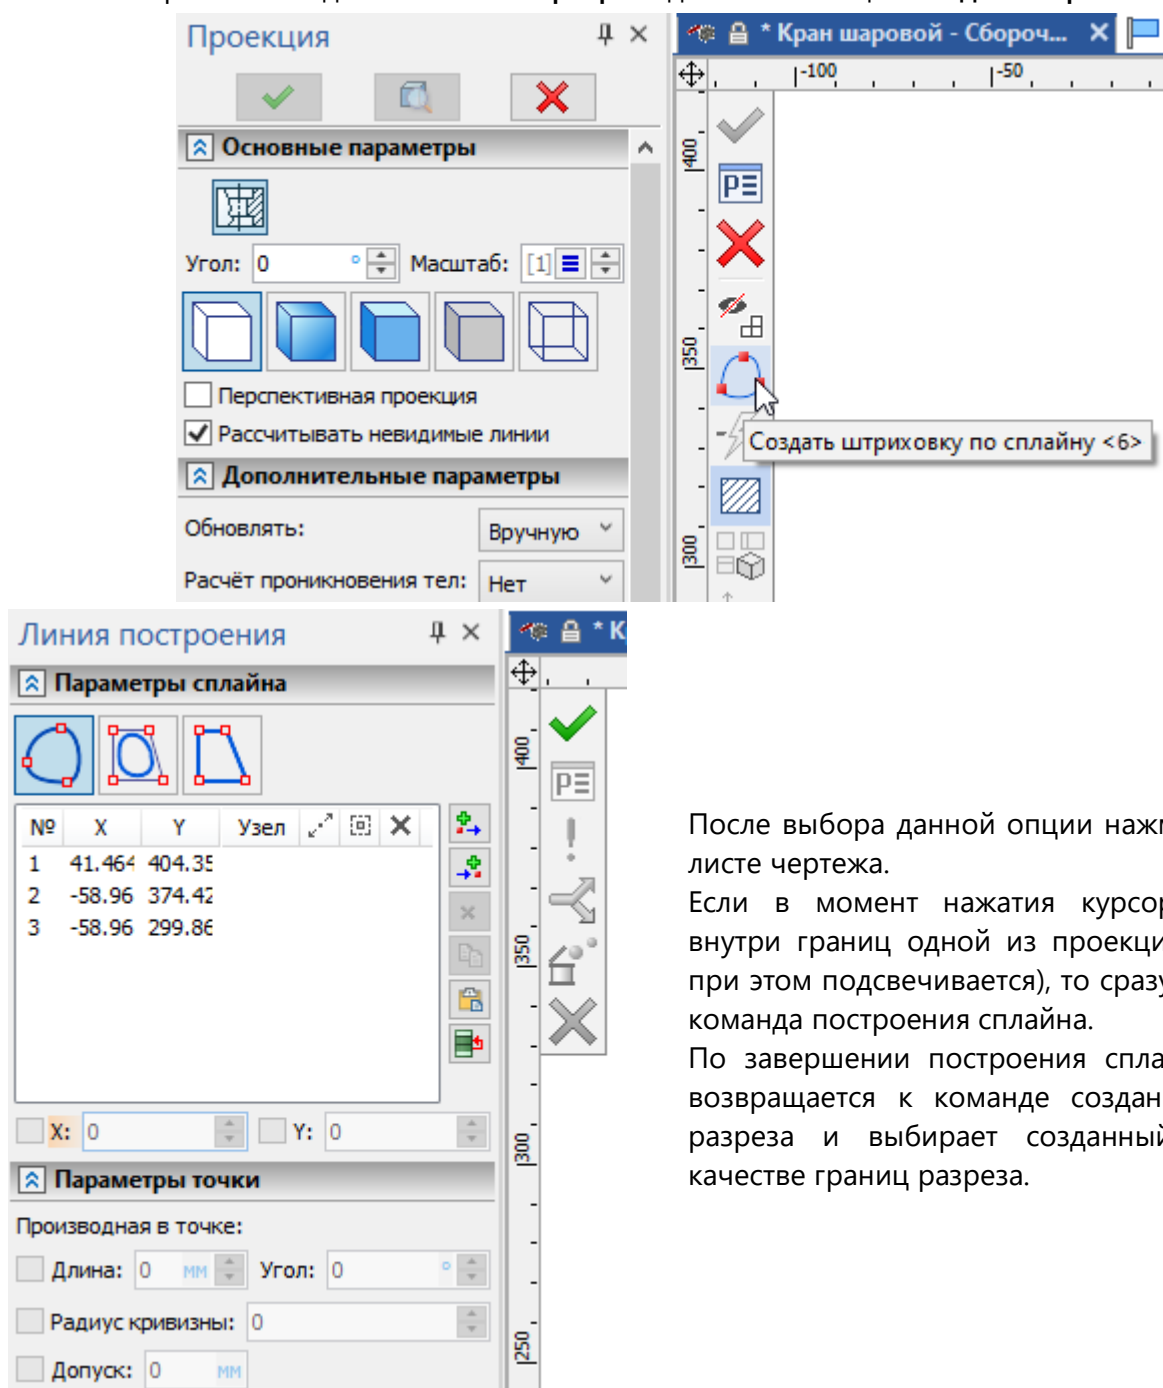 Проекция
* Кран шаровой - Сбороч...
|-100 |-50
Основные параметры
Угол: 0 ° Масштаб: [1]
Перспективная проекция
Рассчитывать невидимые линии
Дополнительные параметры
Обновлять: Вручную
Расчёт проникновения тел: Нет
|400
|350
|300
Создать штриховку по сплайну <6>
Линия построения
* К
Параметры сплайна
№ X Y Узел
1 41.464 404.35
2 -58.96 374.42
3 -58.96 299.86
X: 0 Y: 0
Параметры точки
Производная в точке:
Длина: 0 мм Угол: 0 °
Радиус кривизны: 0
Допуск: 0 мм
|400
|350
|300
|250
После выбора данной опции наж
листе чертежа.
Если в момент нажатия курсор
внутри границ одной из проекци
при этом подсвечивается), то сразу
команда построения сплайна.
По завершении построения спла
возвращается к команде создан
разреза и выбирает созданный
качестве границ разреза.